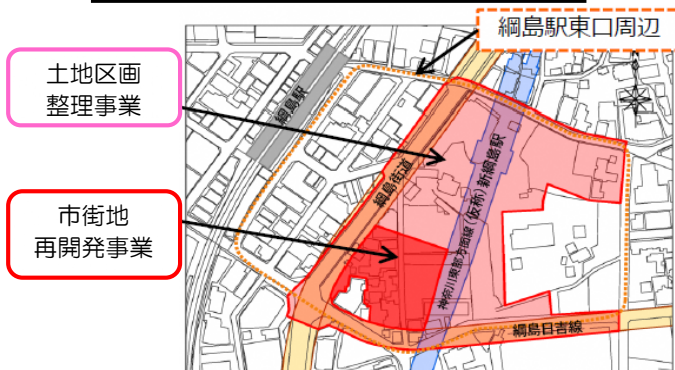 綱島駅東口周辺
土地区画
整理事業
綱島駅
綱島街道
神奈川東部方面線(仮称)新綱島駅
市街地
再開発事業
綱島日吉線